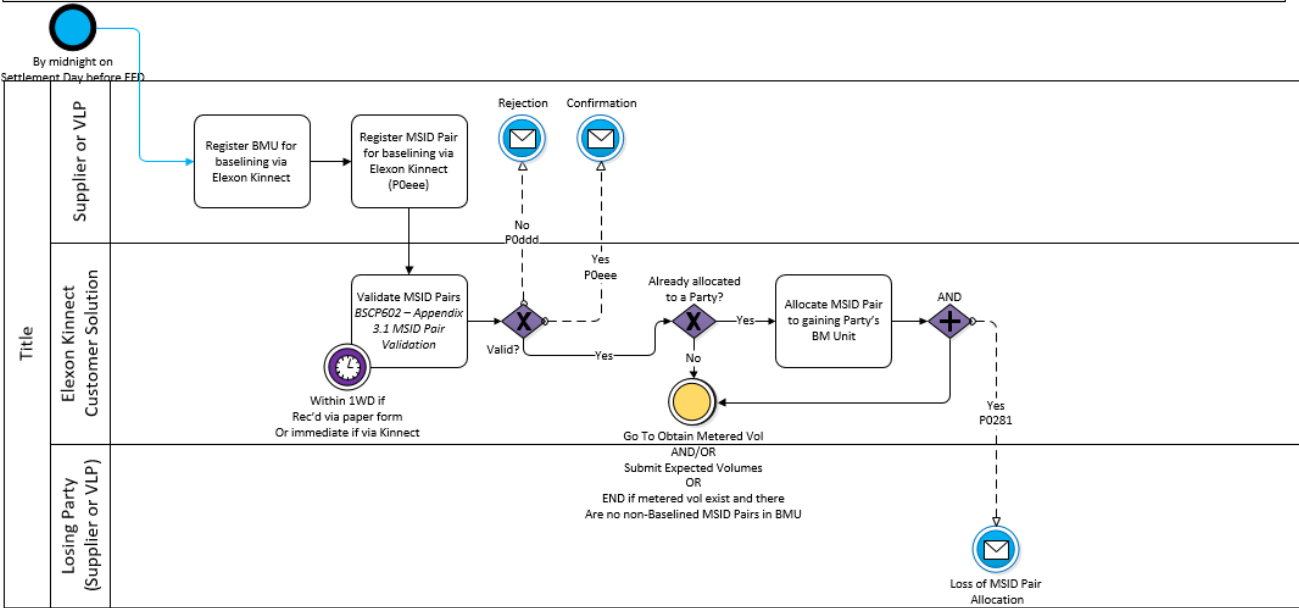 By midnight on
Settlement Day before EFD
Title
Supplier or VLP
Register BMU for
baselining via
Elexon Kinnect
Register MSID Pair
for baselining via
Elexon Kinnect
(P0eee)
Rejection
Confirmation
No
P0ddd
Yes
P0eee
Elexon Kinnect
Customer Solution
Validate MSID Pairs
BSCP602 – Appendix
3.1 MSID Pair
Validation
Within 1WD if
Rec'd via paper form
Or immediate if via Kinnect
Valid?
Yes
Already allocated
to a Party?
Yes
No
Allocate MSID Pair
to gaining Party's
BM Unit
AND
Yes
P0281
Go To Obtain Metered Vol
AND/OR
Submit Expected Volumes
OR
END if metered vol exist and there
Are no non-Baselined MSID Pairs in BMU
Losing Party
(Supplier or VLP)
Loss of MSID Pair
Allocation